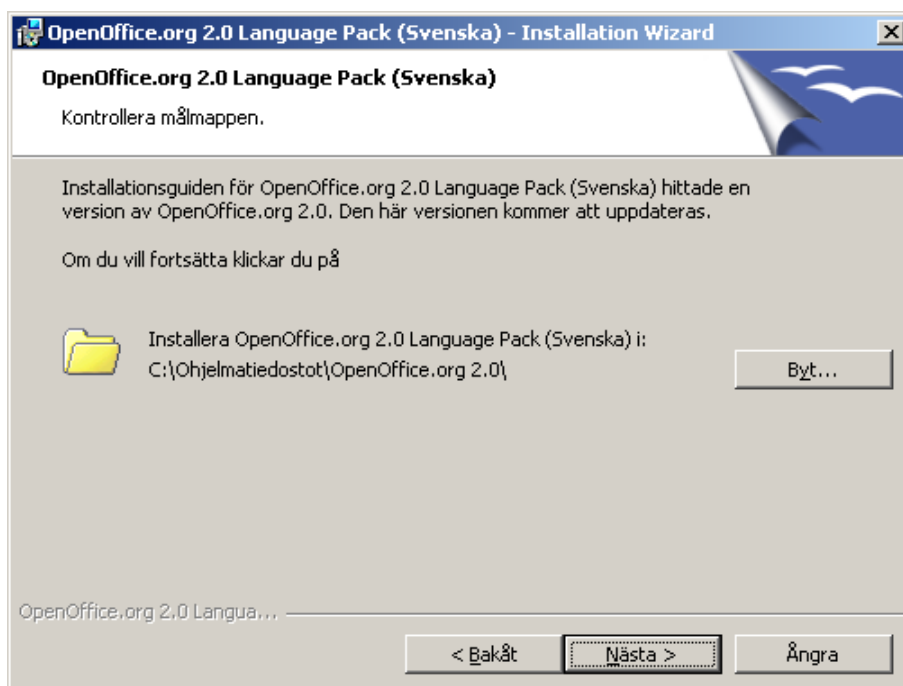 OpenOffice.org 2.0 Language Pack (Svenska) - Installation Wizard
OpenOffice.org 2.0 Language Pack (Svenska)
Kontrollera målmappen.
Installationsguiden för OpenOffice.org 2.0 Language Pack (Svenska) hittade en
version av OpenOffice.org 2.0. Den här versionen kommer att uppdateras.
Om du vill fortsätta klickar du på
Installera OpenOffice.org 2.0 Language Pack (Svenska) i:
C:\Ohjelmatiedostot\OpenOffice.org 2.0\
Byt...
OpenOffice.org 2.0 Langua...
< Bakåt
Nästa >
Ångra